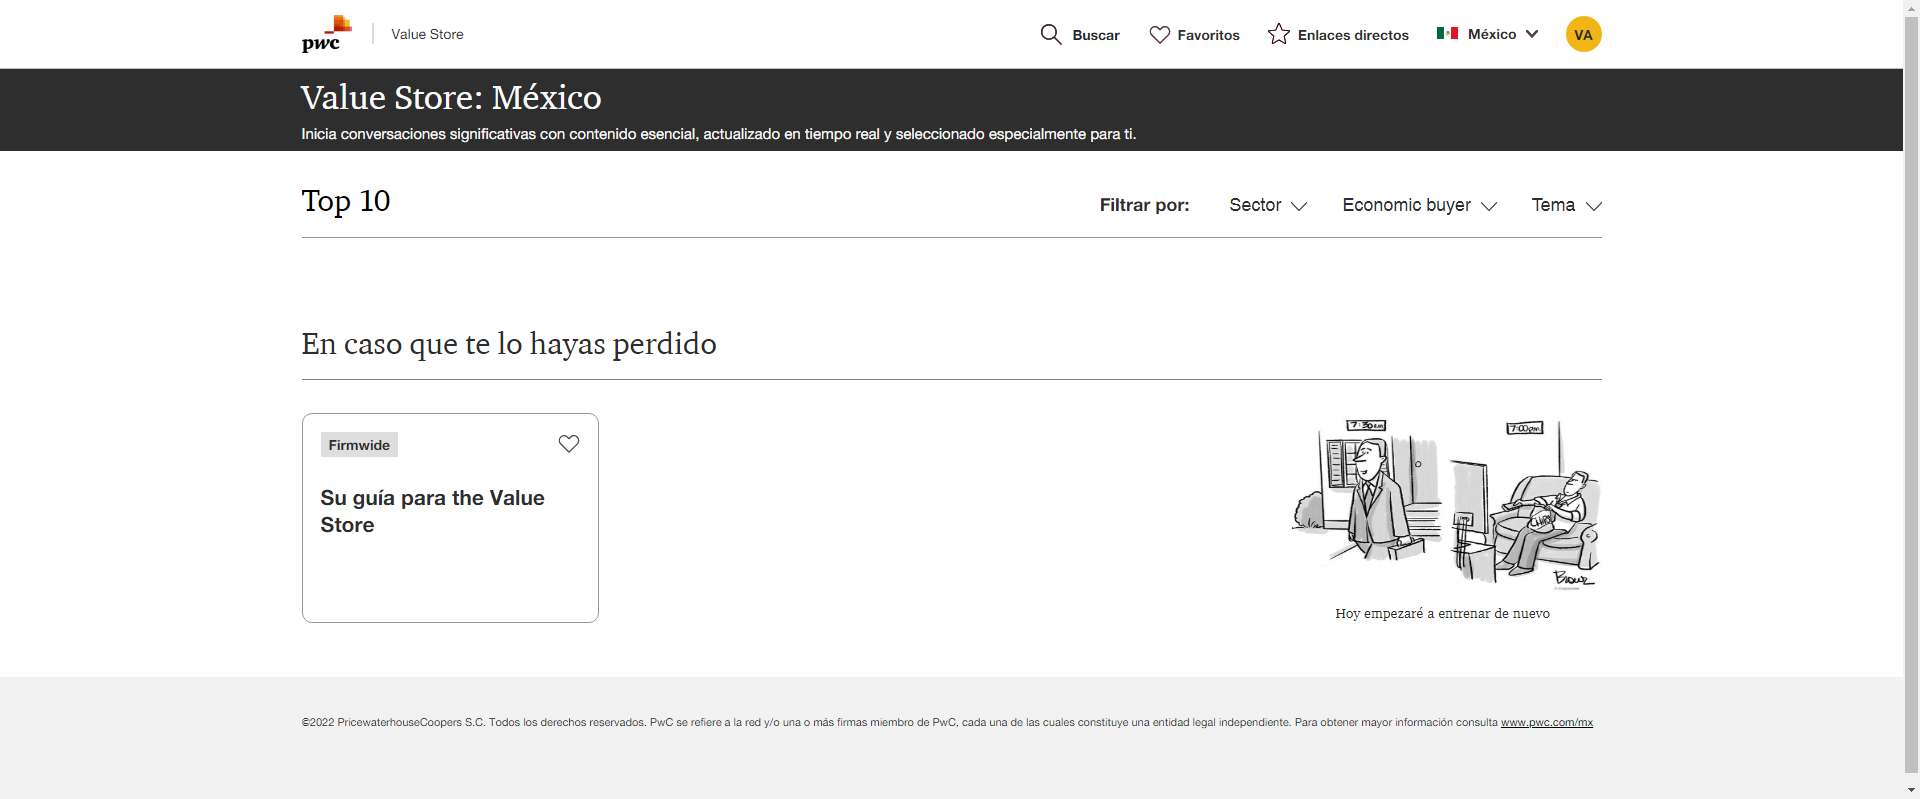 pwc
Value Store
Buscar
Favoritos
Enlaces directos
México
VA
Value Store: México
Inicia conversaciones significativas con contenido esencial, actualizado en tiempo real y seleccionado especialmente para ti.
Top 10
Filtrar por:
Sector
Economic buyer
Tema
En caso que te lo hayas perdido
Firmwide
Su guía para the Value
Store
7:30am
7:00pm
CHIPS
Hoy empezaré a entrenar de nuevo
©2022 PricewaterhouseCoopers S.C. Todos los derechos reservados. PwC se refiere a la red y/o una o más firmas miembro de PwC, cada una de las cuales constituye una entidad legal independiente. Para obtener mayor información consulta www.pwc.com/mx